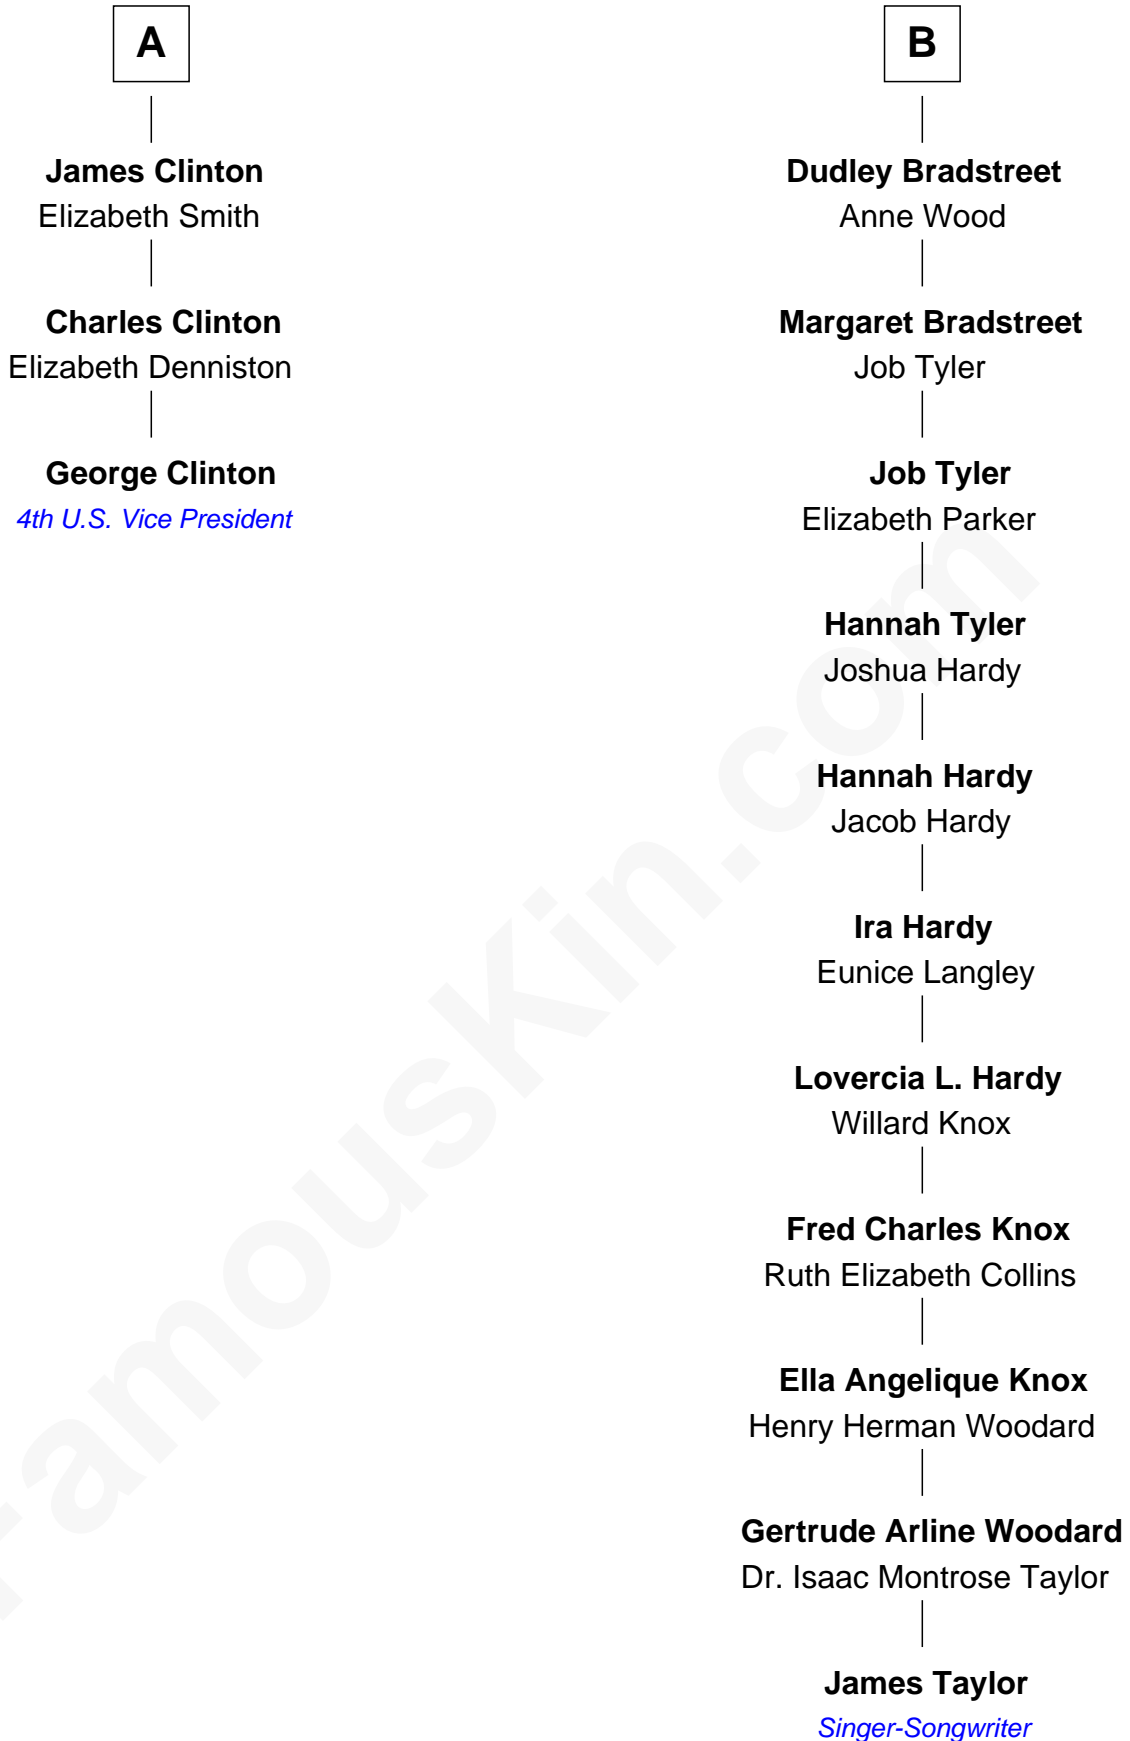 A
James Clinton
Elizabeth Smith
Charles Clinton
Elizabeth Denniston
George Clinton
4th U.S. Vice President
B
Dudley Bradstreet
Anne Wood
Margaret Bradstreet
Job Tyler
Job Tyler
Elizabeth Parker
Hannah Tyler
Joshua Hardy
Hannah Hardy
Jacob Hardy
Ira Hardy
Eunice Langley
Lovercia L. Hardy
Willard Knox
Fred Charles Knox
Ruth Elizabeth Collins
Ella Angelique Knox
Henry Herman Woodard
Gertrude Arline Woodard
Dr. Isaac Montrose Taylor
James Taylor
Singer-Songwriter
FamousKin.com